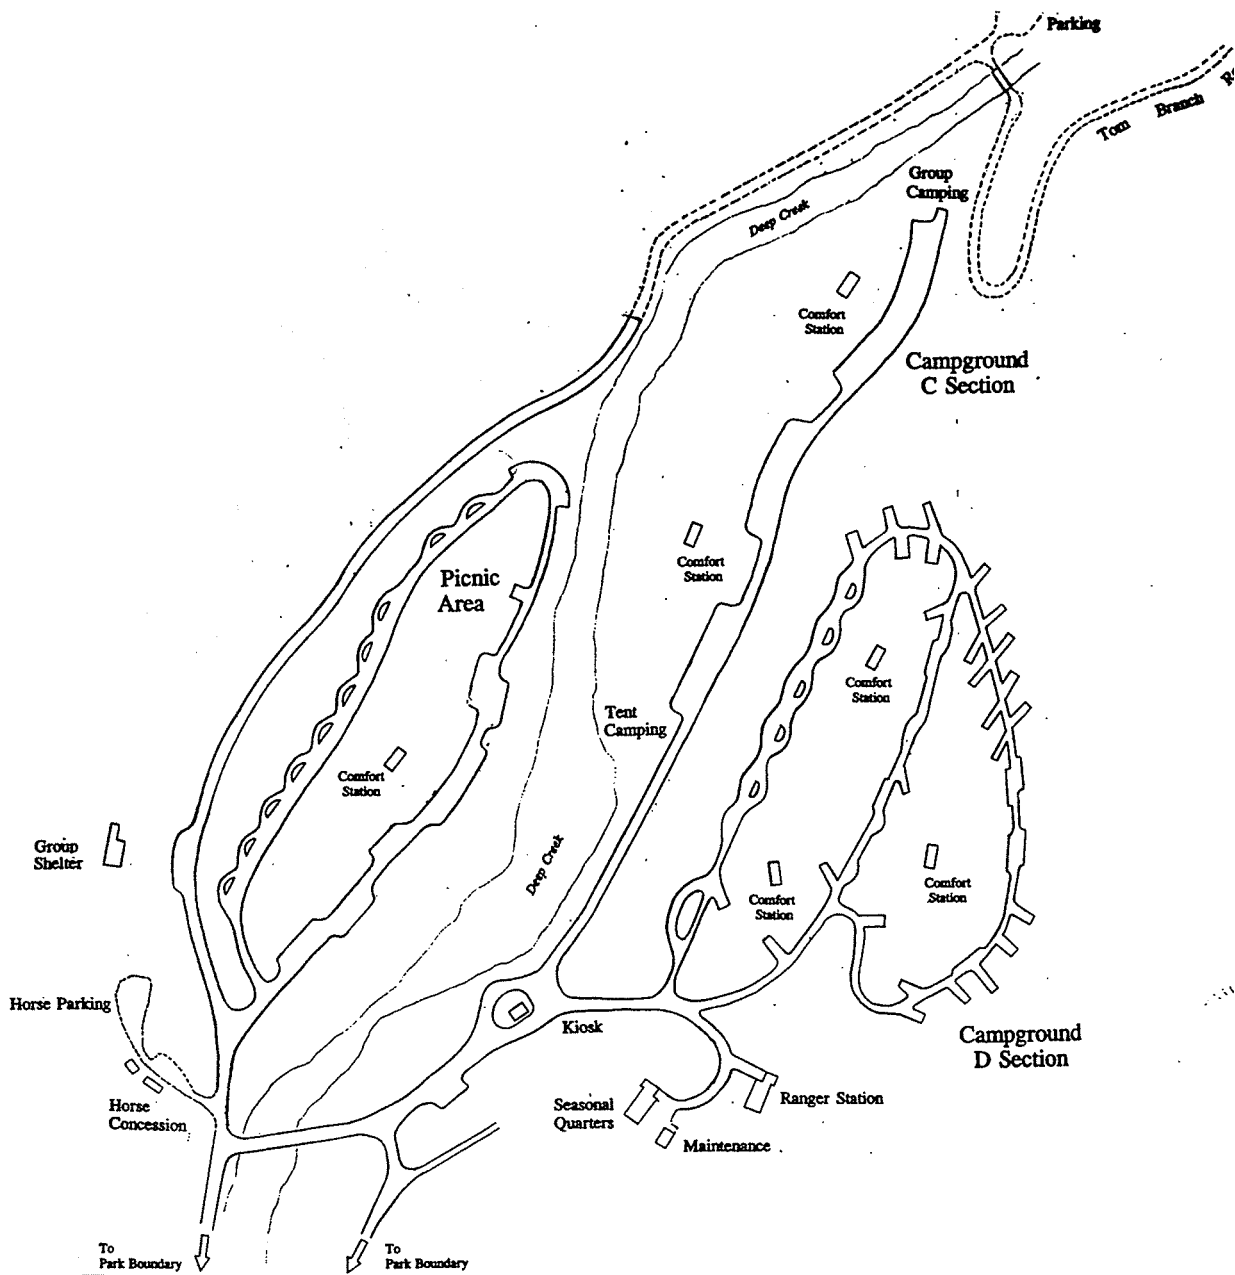 Parking
Tom Branch
Group
Camping
Deep Creek
Comfort
Station
Campground
C Section
Comfort
Station
Picnic
Area
Comfort
Station
Tent
Camping
Comfort
Station
Group
Shelter
Deep Creek
Comfort
Station
Comfort
Station
Horse Parking
Kiosk
Campground
D Section
Horse
Concession
Seasonal
Quarters
Ranger Station
Maintenance
To
Park Boundary
To
Park Boundary